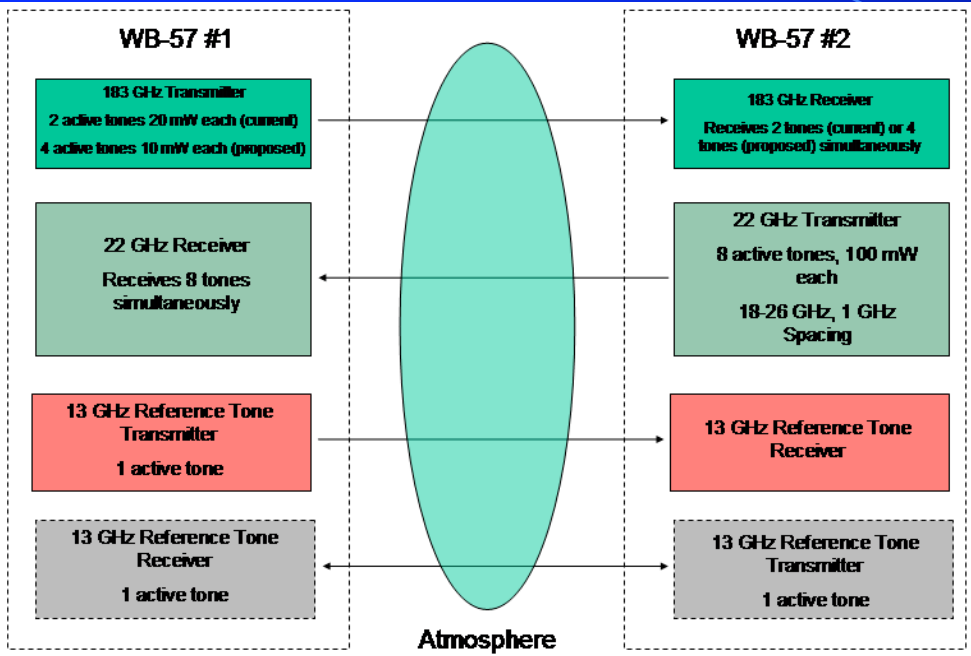 WB-57 #1
183 GHz Transmitter
2 active tones 20 mW each (current)
4 active tones 10 mW each (proposed)
22 GHz Receiver
Receives 8 tones
simultaneously
13 GHz Reference Tone
Transmitter
1 active tone
13 GHz Reference Tone
Receiver
1 active tone
Atmosphere
WB-57 #2
183 GHz Receiver
Receives 2 tones (current) or 4
tones (proposed) simultaneously
22 GHz Transmitter
8 active tones, 100 mW
each
18-26 GHz, 1 GHz
Spacing
13 GHz Reference Tone
Receiver
13 GHz Reference Tone
Transmitter
1 active tone